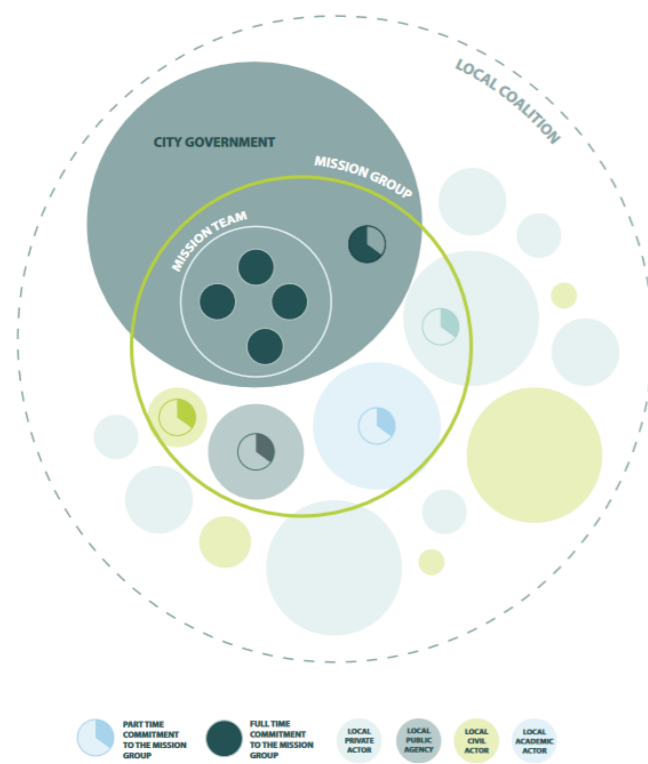 LOCAL COALITION
CITY GOVERNMENT
MISSION GROUP
MISSION TEAM
PART TIME
COMMITMENT
TO THE MISSION
GROUP
FULL TIME
COMMITMENT
TO THE MISSION
GROUP
LOCAL
PRIVATE
ACTOR
LOCAL
PUBLIC
AGENCY
LOCAL
CIVIL
ACTOR
LOCAL
ACADEMIC
ACTOR